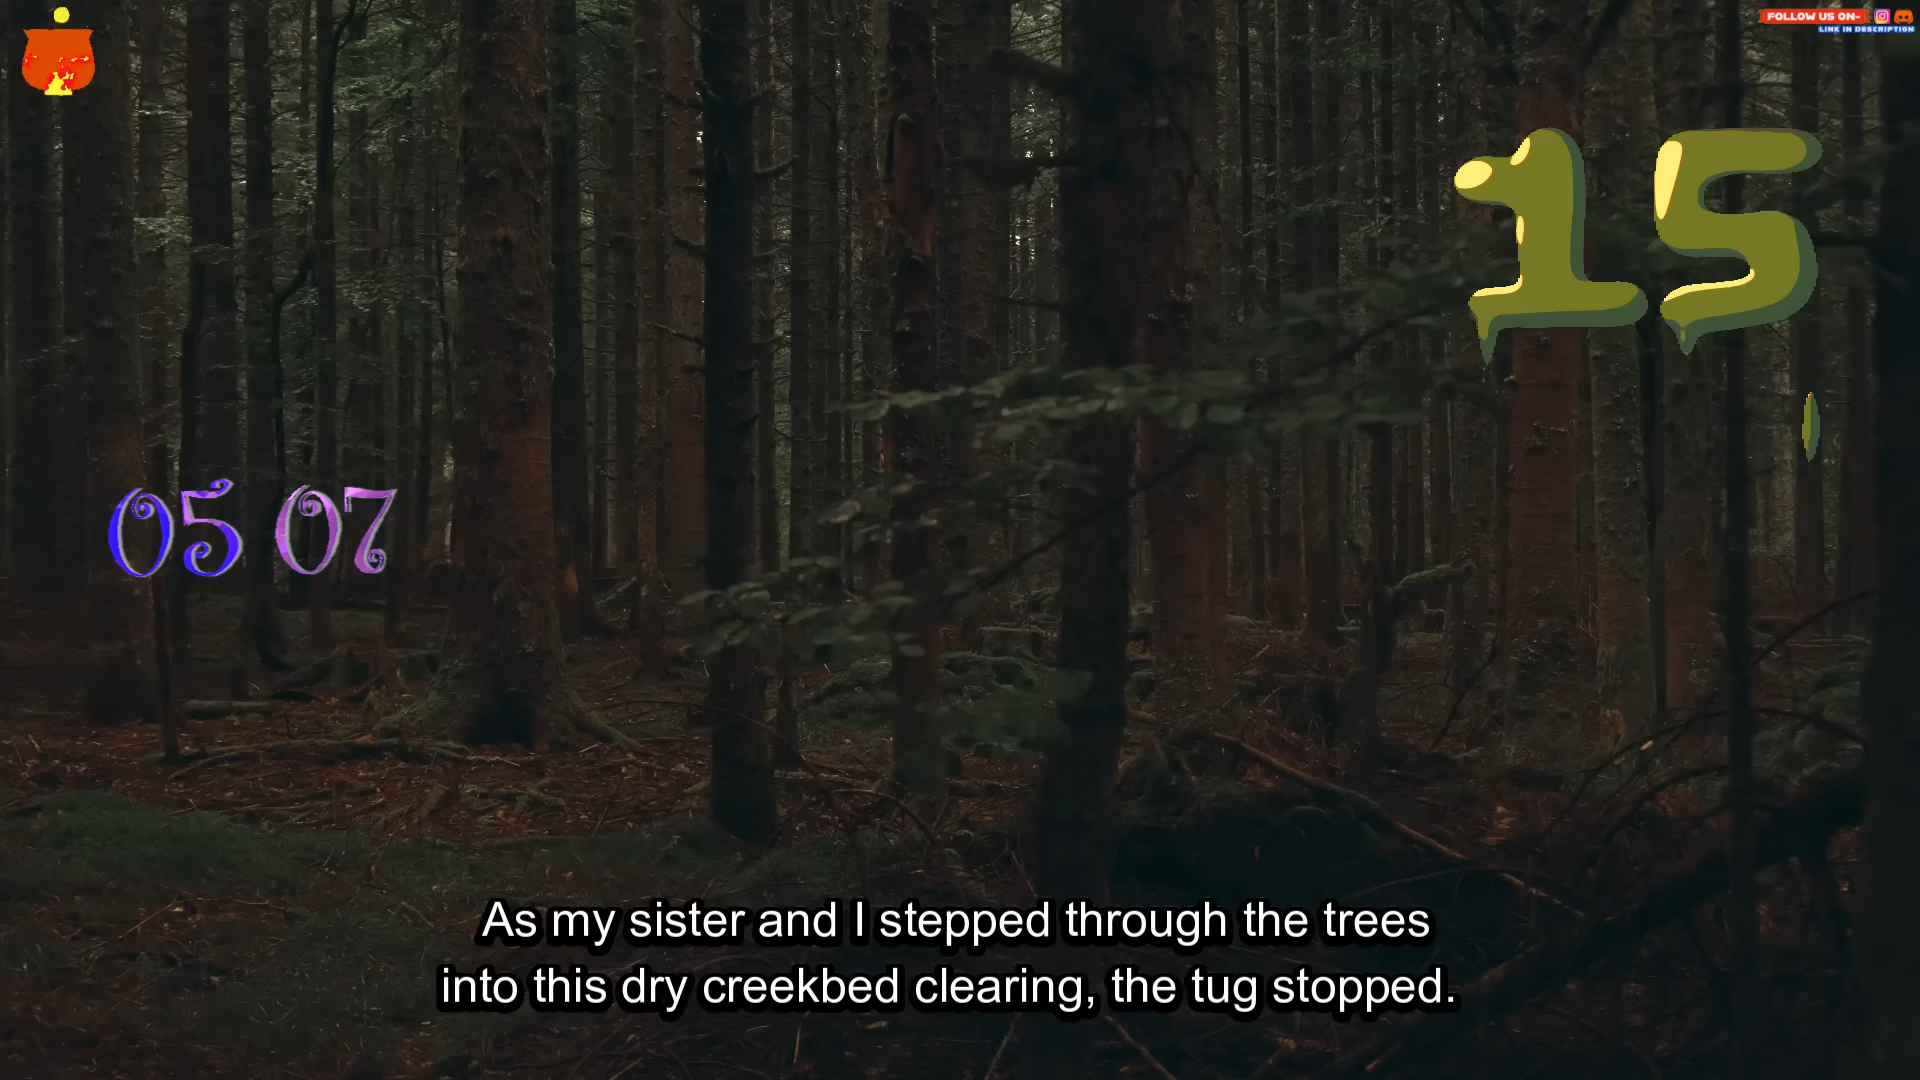 FOLLOW US ON-
LINK IN DESCRIPTION
15
05 07
As my sister and I stepped through the trees
into this dry creekbed clearing, the tug stopped.